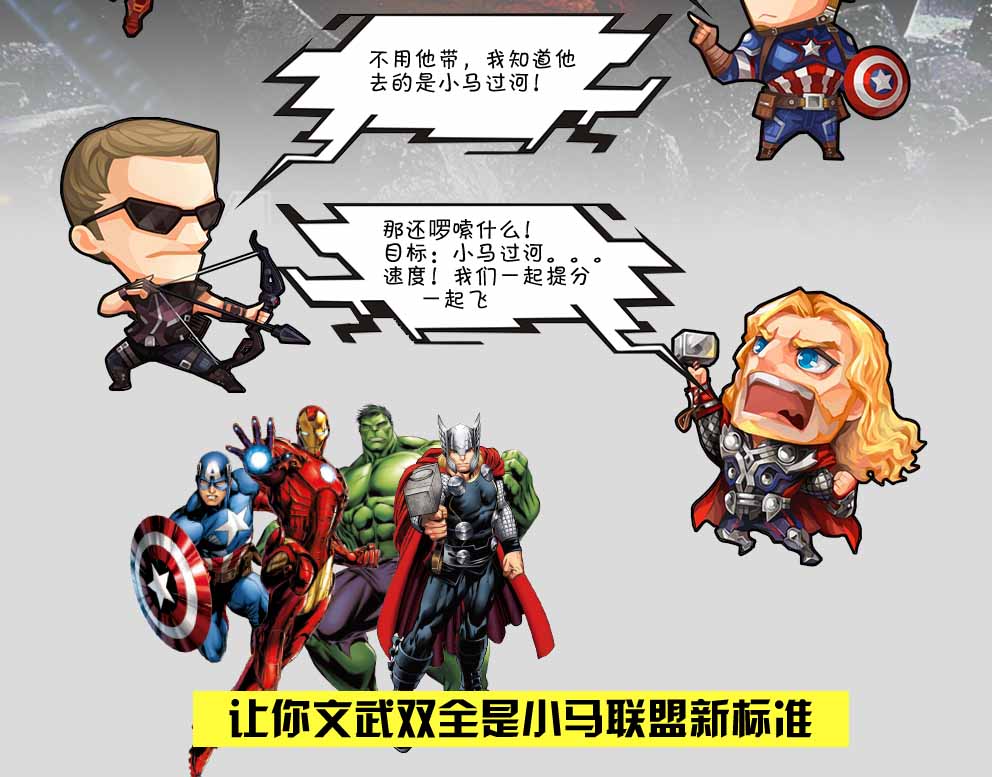 不用他带，我知道他
去的是小马过河！
那还啰嗦什么！
目标：小马过河。。。
速度！我们一起提分
一起飞
让你文武双全是小马联盟新标准